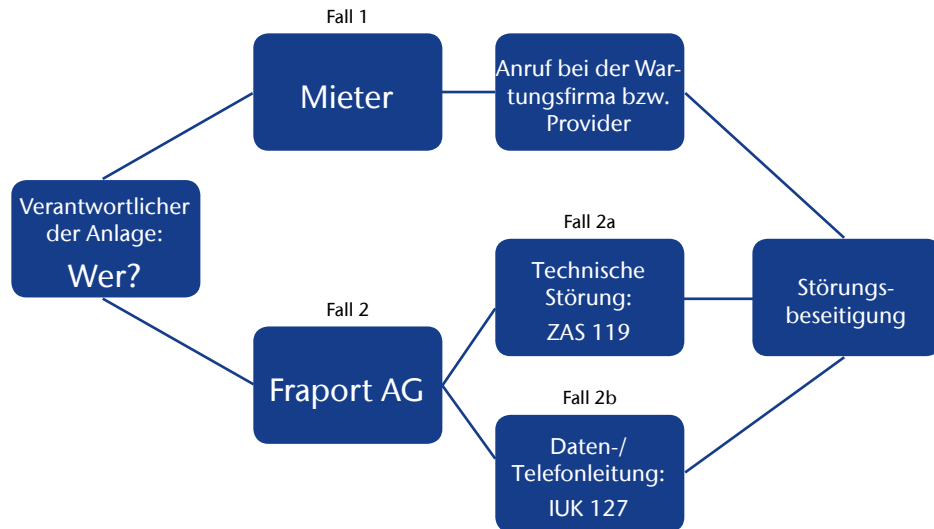 Fall 1
Mieter
Anruf bei der War-
tungsfirma bzw.
Provider
Verantwortlicher
der Anlage:
Wer?
Fall 2
Fraport AG
Fall 2a
Technische
Störung:
ZAS 119
Fall 2b
Daten-/
Telefonleitung:
IUK 127
Störungs-
beseitigung